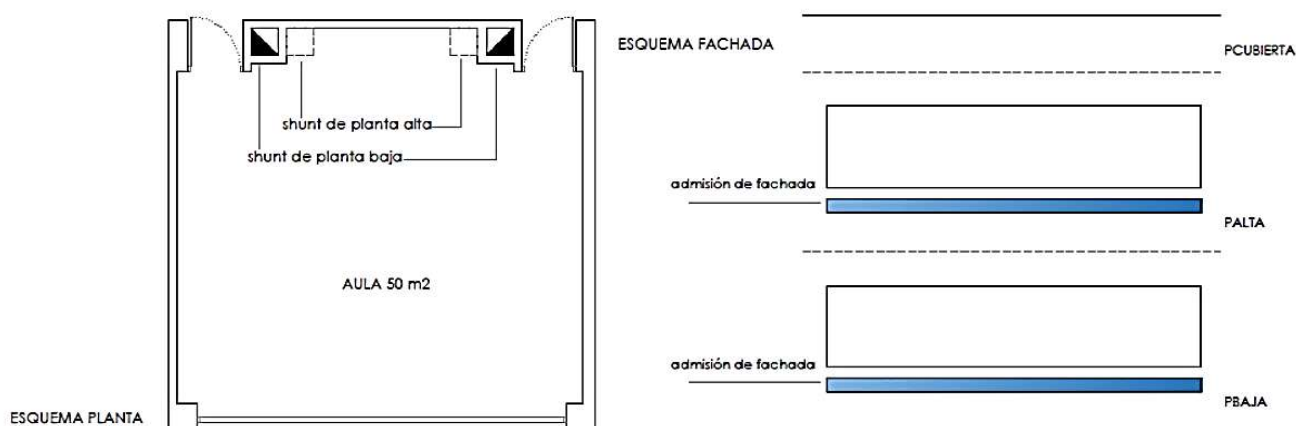 shunt de planta alta
shunt de planta baja
AULA 50 m2
ESQUEMA PLANTA
ESQUEMA FACHADA
PCUBIERTA
admisión de fachada
PALTA
admisión de fachada
PBAJA